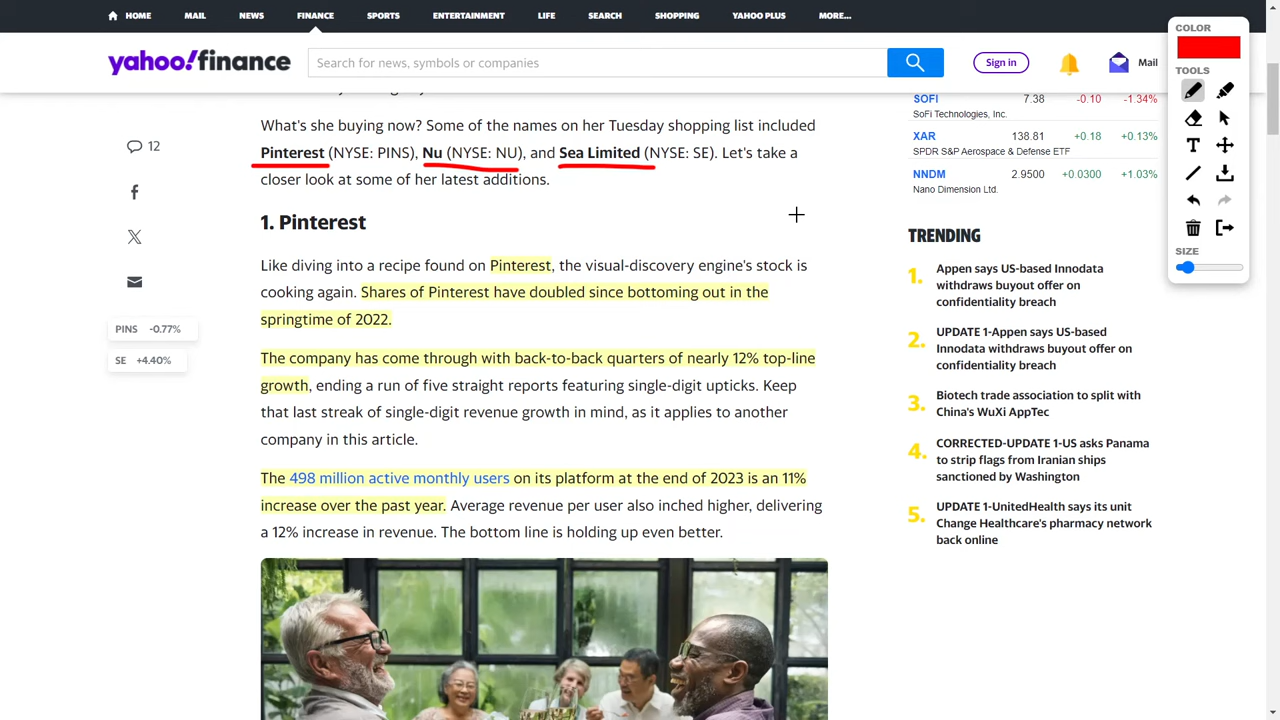 HOME MAIL NEWS FINANCE SPORTS ENTERTAINMENT LIFE SEARCH SHOPPING YAHOO PLUS MORE...
yahoo!finance
Search for news, symbols or companies
Sign in
Mail
What's she buying now? Some of the names on her Tuesday shopping list included
Pinterest (NYSE: PINS), Nu (NYSE: NU), and Sea Limited (NYSE: SE). Let's take a
closer look at some of her latest additions.
1. Pinterest
Like diving into a recipe found on Pinterest, the visual-discovery engine's stock is
cooking again. Shares of Pinterest have doubled since bottoming out in the
springtime of 2022.
The company has come through with back-to-back quarters of nearly 12% top-line
growth, ending a run of five straight reports featuring single-digit upticks. Keep
that last streak of single-digit revenue growth in mind, as it applies to another
company in this article.
The 498 million active monthly users on its platform at the end of 2023 is an 11%
increase over the past year. Average revenue per user also inched higher, delivering
a 12% increase in revenue. The bottom line is holding up even better.
12
PINS -0.77%
SE +4.40%
SOFI 7.38 -0.10 -1.34%
SoFi Technologies, Inc.
XAR 138.81 +0.18 +0.13%
SPDR S&P Aerospace & Defense ETF
NNDM 2.9500 +0.0300 +1.03%
Nano Dimension Ltd.
TRENDING
1. Appen says US-based Innodata
withdraws buyout offer on
confidentiality breach
2. UPDATE 1-Appen says US-based
Innodata withdraws buyout offer on
confidentiality breach
3. Biotech trade association to split with
China's WuXi AppTec
4. CORRECTED-UPDATE 1-US asks Panama
to strip flags from Iranian ships
sanctioned by Washington
5. UPDATE 1-UnitedHealth says its unit
Change Healthcare's pharmacy network
back online
COLOR
TOOLS
T
SIZE